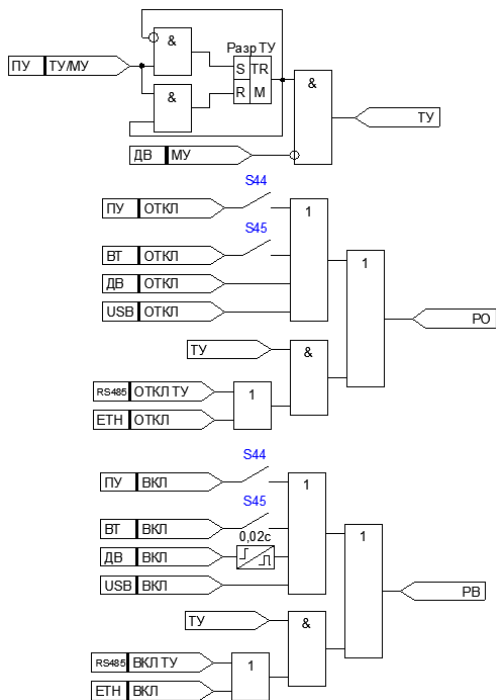 &
Разр ТУ
ПУ ТУ/МУ
S TR
&
R M
&
ТУ
ДВ МУ
S44
ПУ ОТКЛ
1
S45
ВТ ОТКЛ
1
ДВ ОТКЛ
USB ОТКЛ
РО
ТУ
&
RS485 ОТКЛ ТУ
1
ETH ОТКЛ
S44
ПУ ВКЛ
1
S45
ВТ ВКЛ
0,02с
1
ДВ ВКЛ
USB ВКЛ
РВ
ТУ
&
RS485 ВКЛ ТУ
1
ETH ВКЛ